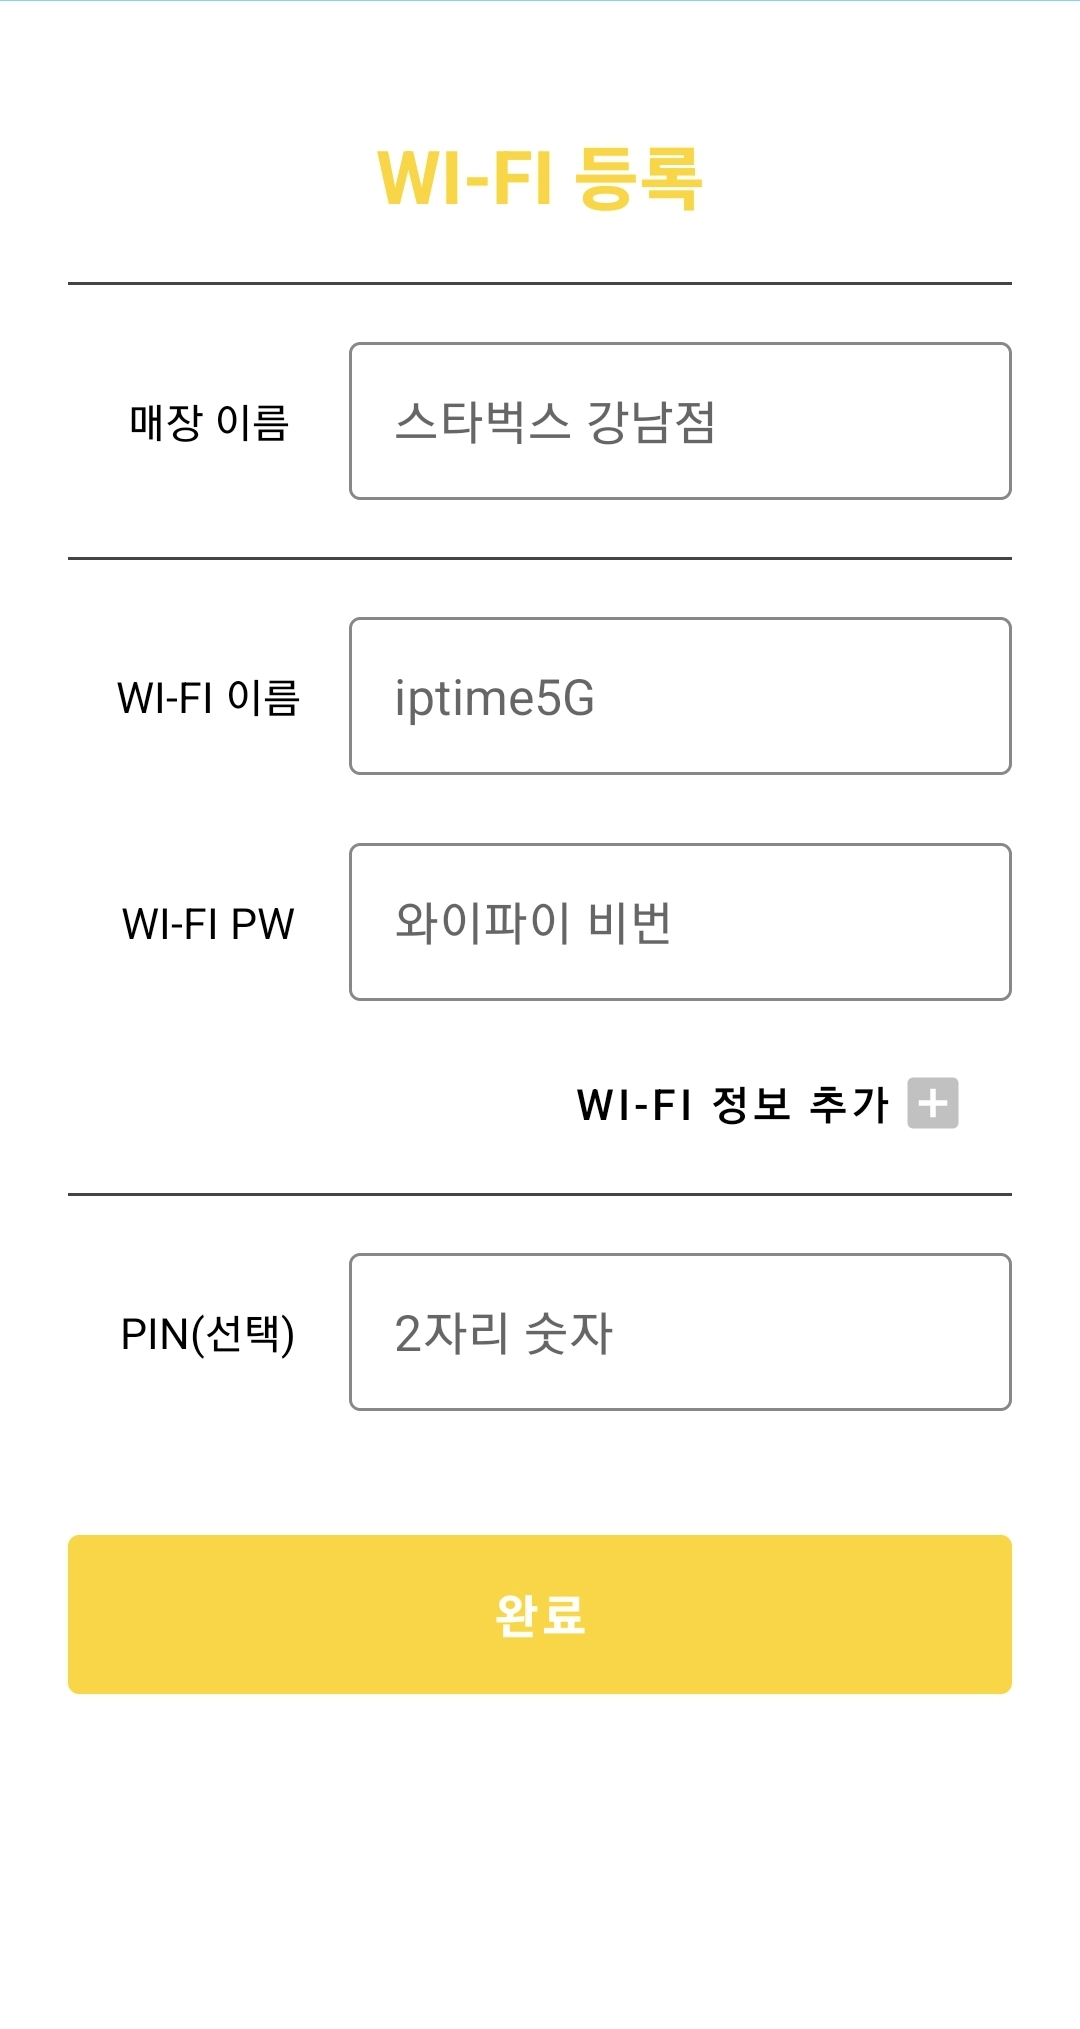 WI-FI 등록
매장 이름
스타벅스 강남점
WI-FI 이름
iptime5G
WI-FI PW
와이파이 비번
WI-FI 정보 추가
PIN(선택)
2자리 숫자
완료